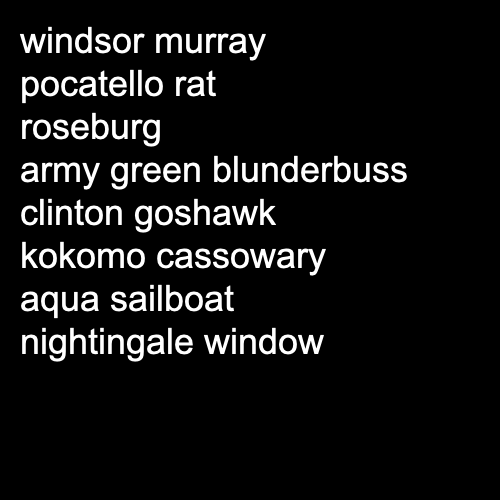 windsor murray
pocatello rat
roseburg
army green blunderbuss
clinton goshawk
kokomo cassowary
aqua sailboat
nightingale window